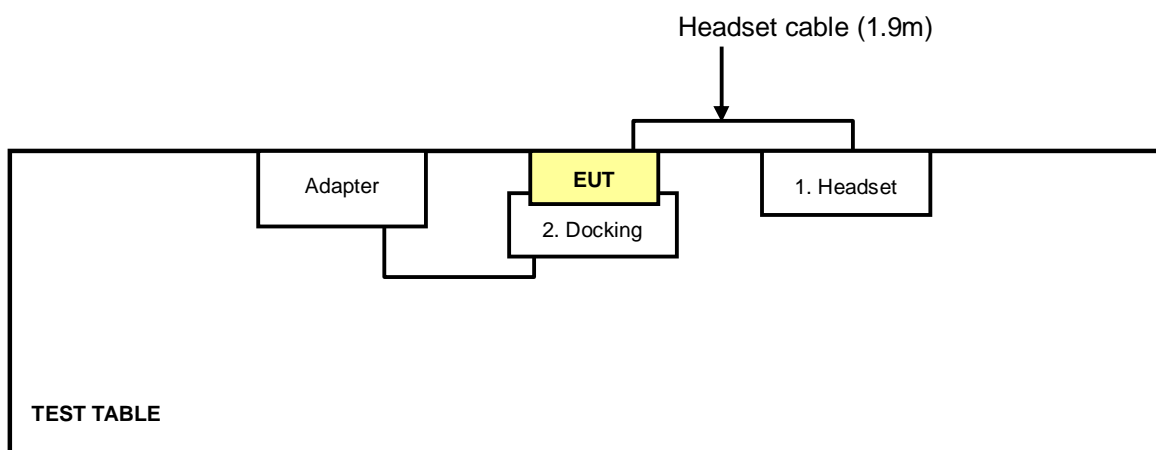 Headset cable (1.9m)
Adapter
EUT
1. Headset
2. Docking
TEST TABLE